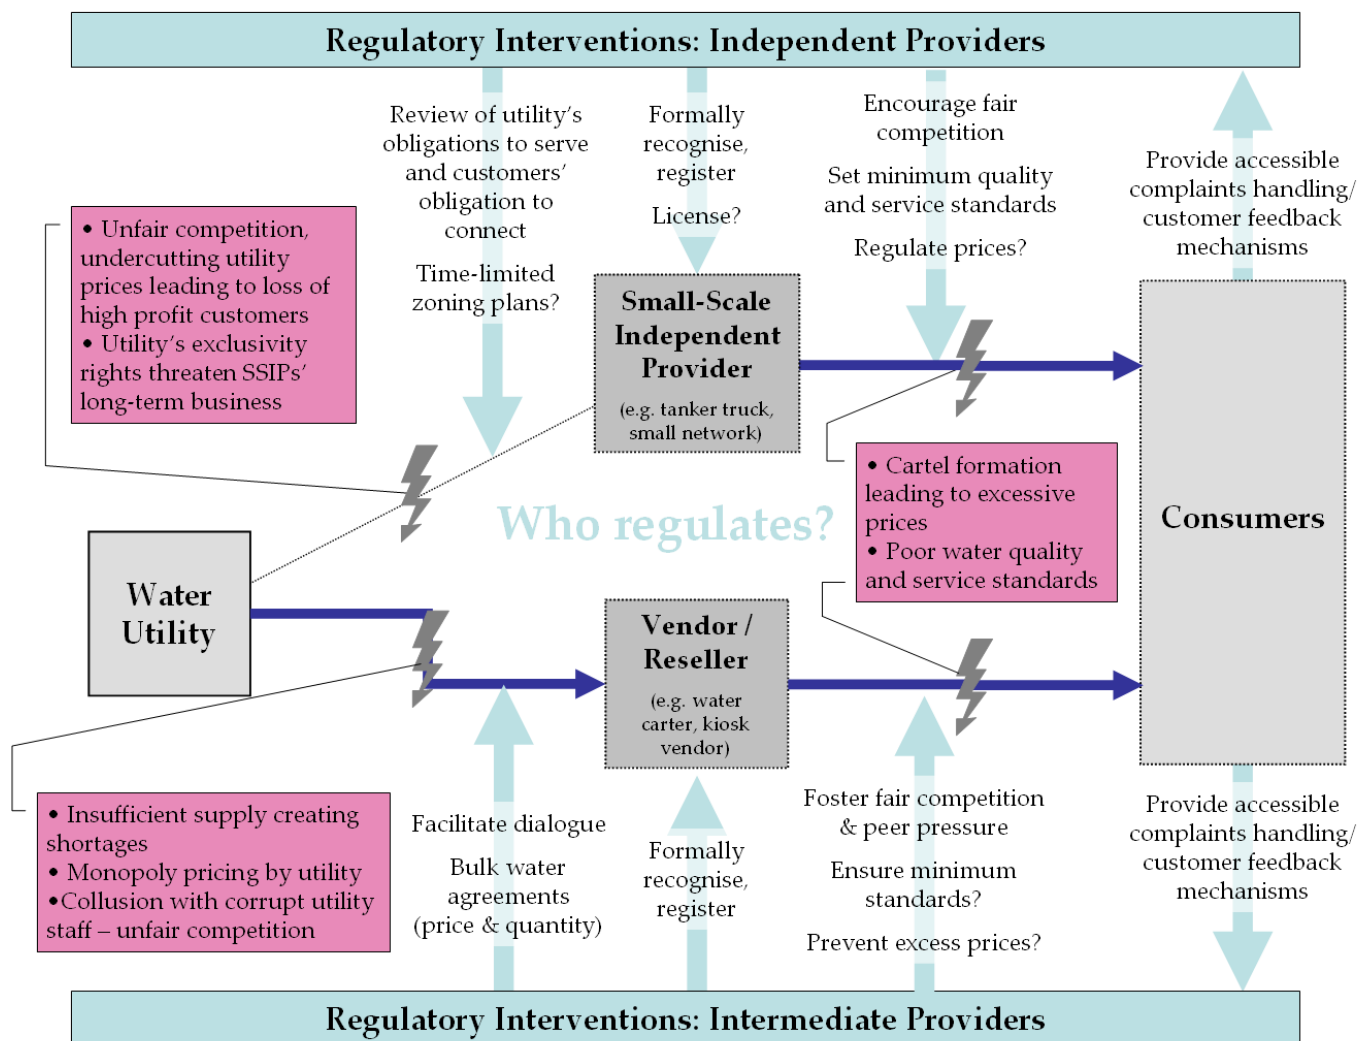 Regulatory Interventions: Independent Providers
Review of utility's
obligations to serve
and customers'
obligation to
connect
Time-limited
zoning plans?
Formally
recognise,
register
License?
Encourage fair
competition
Set minimum quality
and service standards
Regulate prices?
Provide accessible
complaints handling/
customer feedback
mechanisms
• Unfair competition,
undercutting utility
prices leading to loss of
high profit customers
• Utility's exclusivity
rights threaten SSIPs'
long-term business
Small-Scale
Independent
Provider
(e.g. tanker truck,
small network)
• Cartel formation
leading to excessive
prices
• Poor water quality
and service standards
Consumers
Who regulates?
Water
Utility
Vendor /
Reseller
(e.g. water
carter, kiosk
vendor)
• Insufficient supply creating
shortages
• Monopoly pricing by utility
•Collusion with corrupt utility
staff – unfair competition
Facilitate dialogue
Bulk water
agreements
(price & quantity)
Formally
recognise,
register
Foster fair competition
& peer pressure
Ensure minimum
standards?
Prevent excess prices?
Provide accessible
complaints handling/
customer feedback
mechanisms
Regulatory Interventions: Intermediate Providers